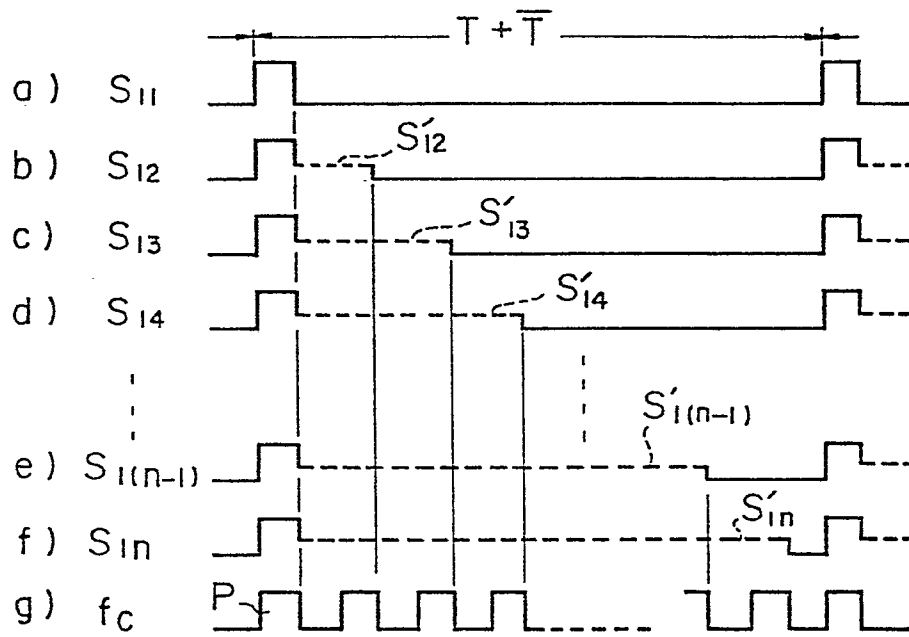 T + T̅
a) S11
S′12
b) S12
S′13
c) S13
S′14
d) S14
S′1(n-1)
e) S1(n-1)
S′1n
f) S1n
P
g) fc